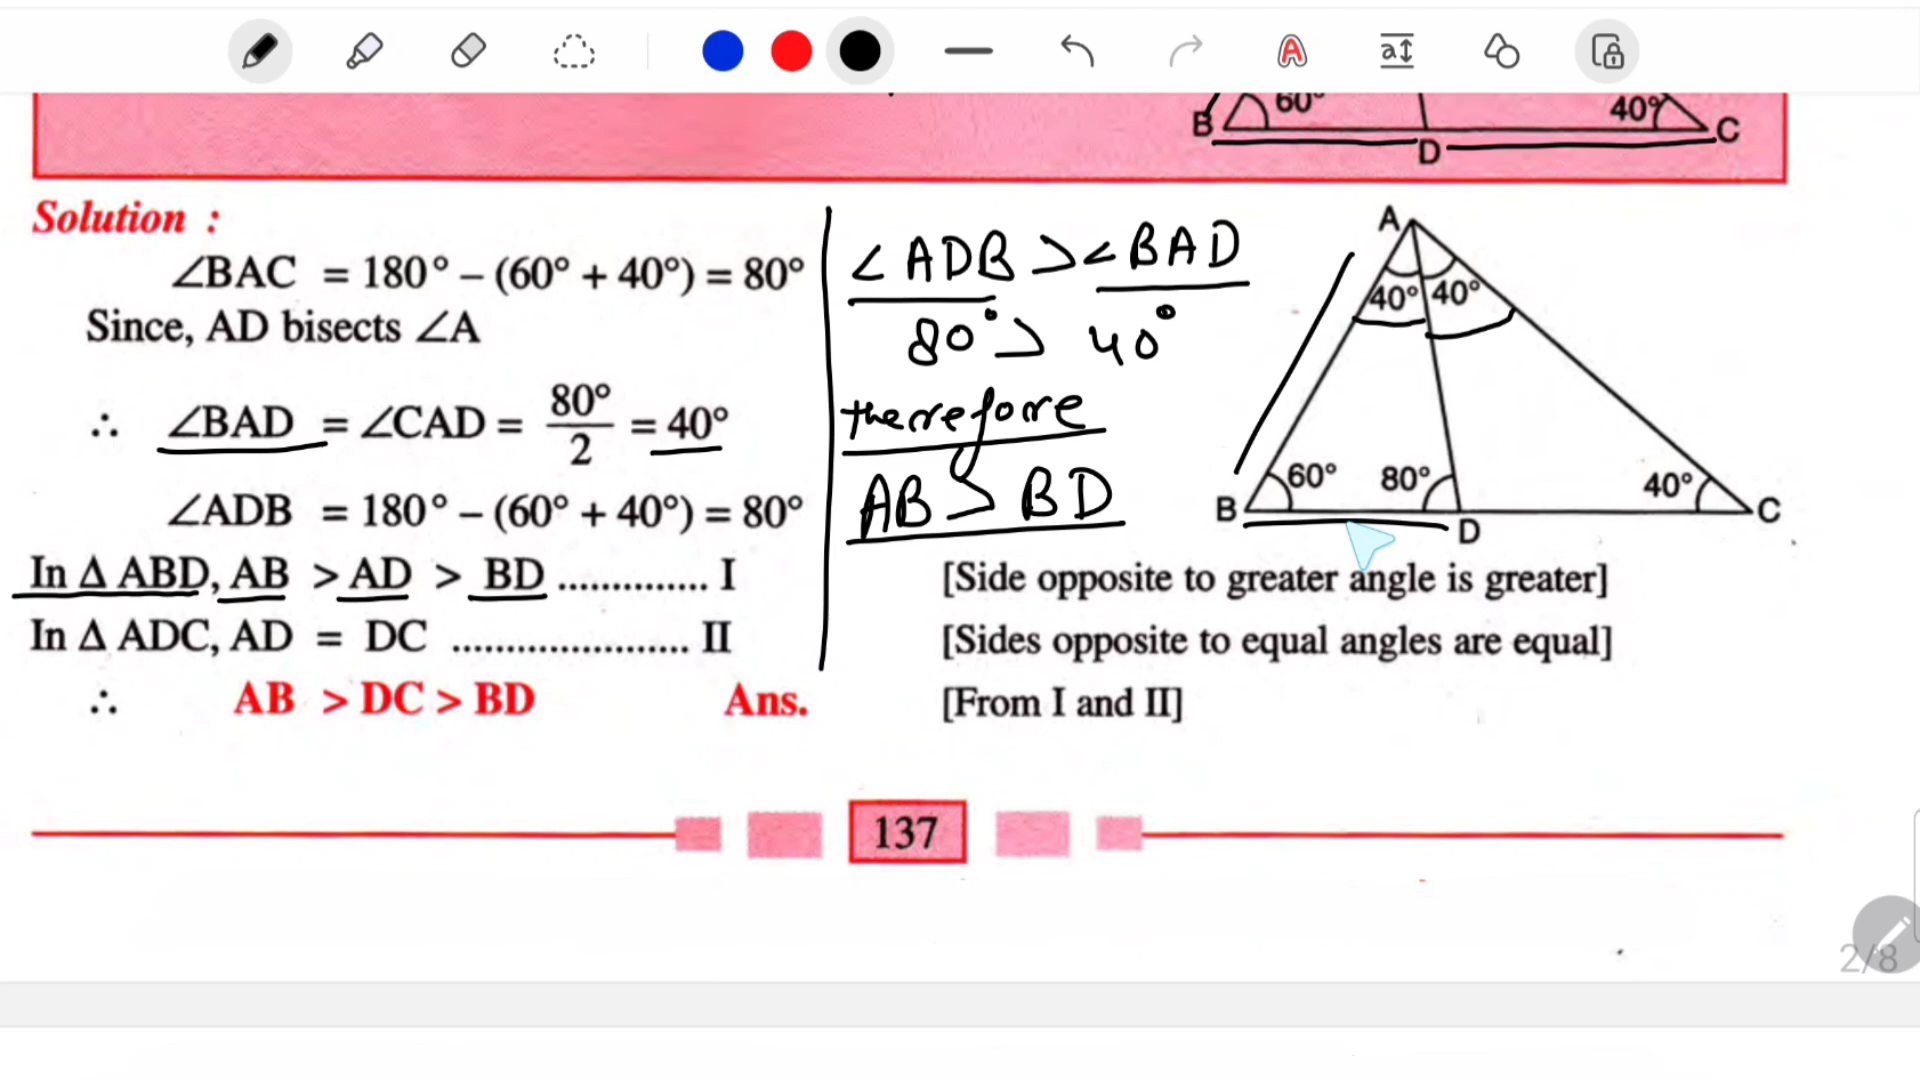 B 60° 40° C
D
Solution :
∠BAC = 180° – (60° + 40°) = 80°
Since, AD bisects ∠A
∴ ∠BAD = ∠CAD = 80°/2 = 40°
∠ADB = 180° – (60° + 40°) = 80°
In Δ ABD, AB > AD > BD .............. I
In Δ ADC, AD = DC ...................... II
∴ AB > DC > BD Ans.
∠ADB > ∠BAD
80° > 40°
therefore
AB > BD
A
40° 40°
60° 80° 40°
B D C
[Side opposite to greater angle is greater]
[Sides opposite to equal angles are equal]
[From I and II]
137
2/8